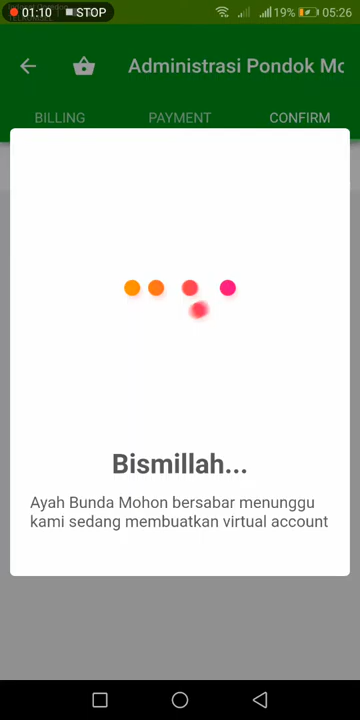 01:10 STOP 19% 05:26
Administrasi Pondok Mo
BILLING PAYMENT CONFIRM
Bismillah...
Ayah Bunda Mohon bersabar menunggu
kami sedang membuatkan virtual account